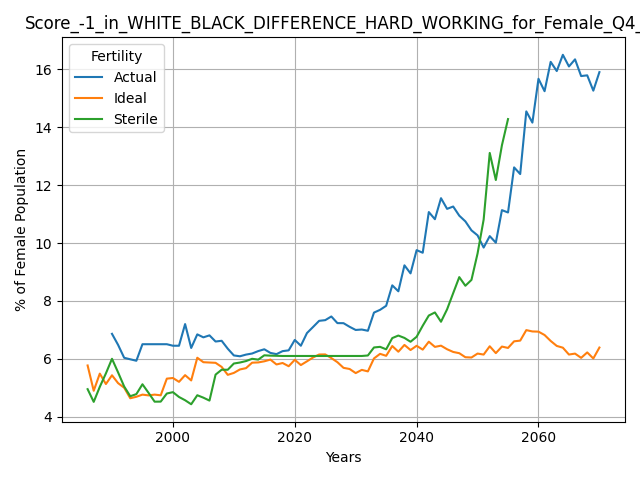 Score_-1_in_WHITE_BLACK_DIFFERENCE_HARD_WORKING_for_Female_Q4_
Fertility
Actual
Ideal
Sterile
% of Female Population
16
14
12
10
8
6
4
2000
2020
2040
2060
Years